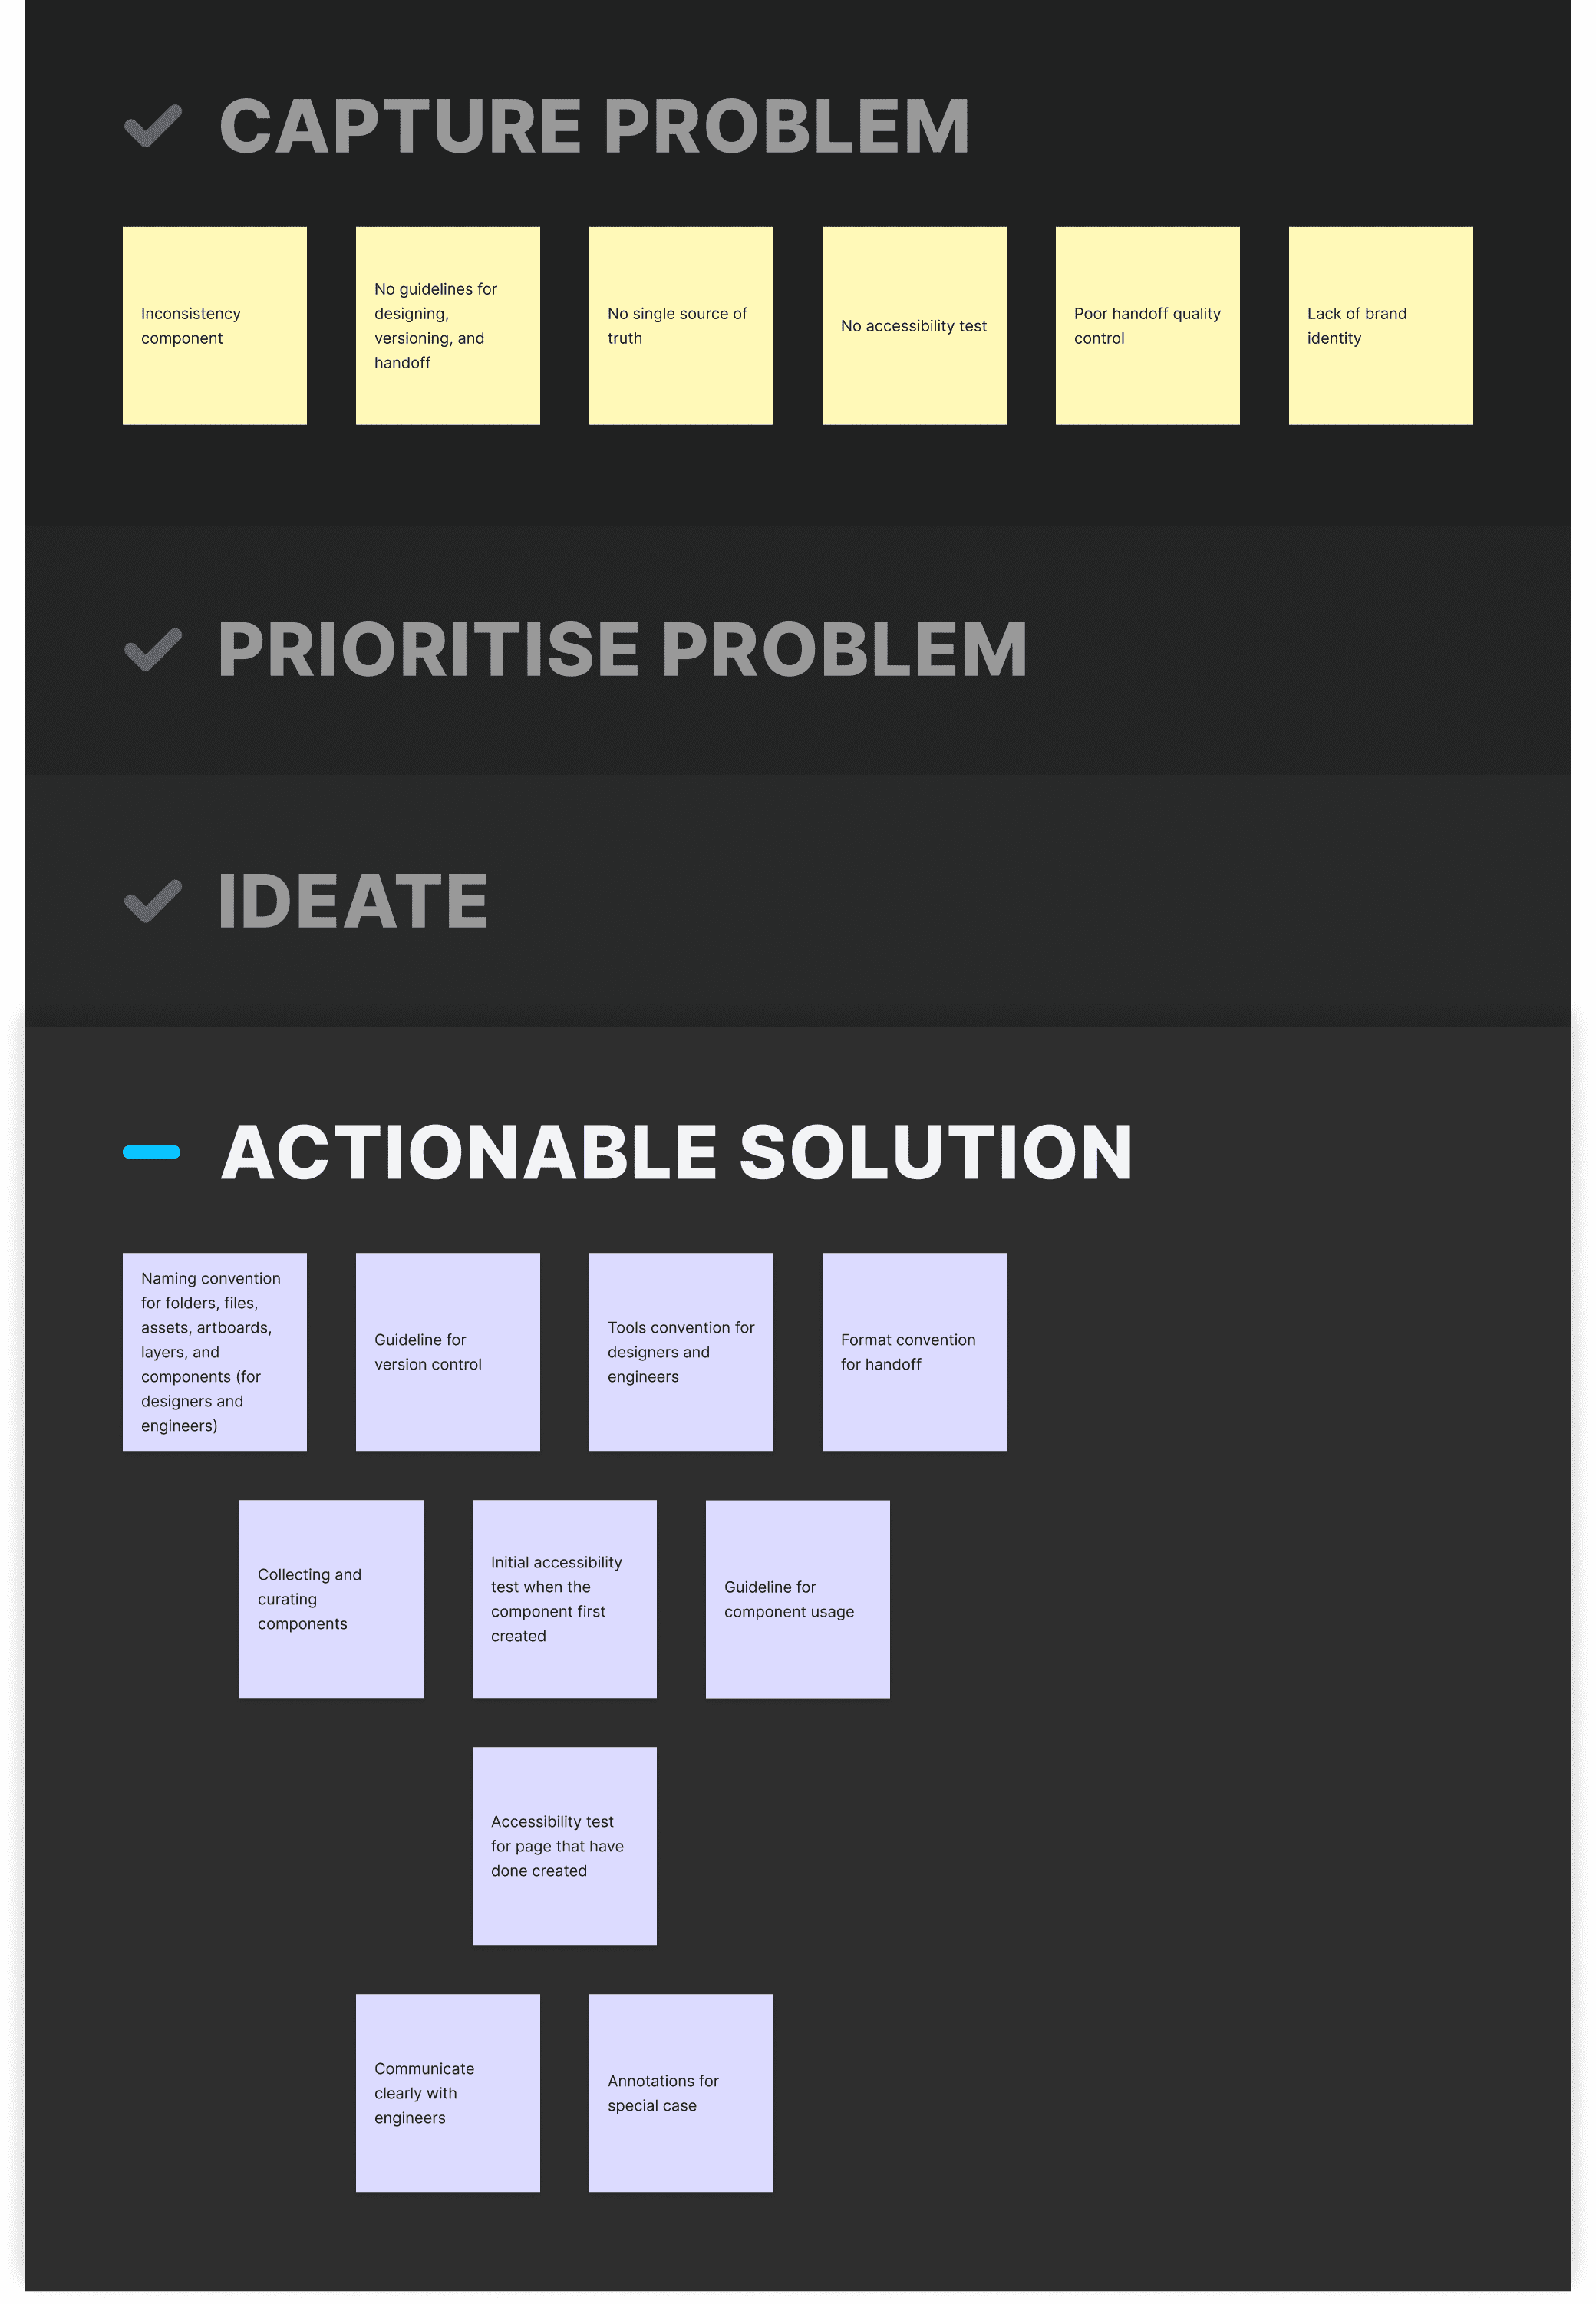 CAPTURE PROBLEM
Inconsistency
component
No guidelines for
designing,
versioning, and
handoff
No single source of
truth
No accessibility test
Poor handoff quality
control
Lack of brand
identity
PRIORITISE PROBLEM
IDEATE
ACTIONABLE SOLUTION
Naming convention
for folders, files,
assets, artboards,
layers, and
components (for
designers and
engineers)
Guideline for
version control
Tools convention for
designers and
engineers
Format convention
for handoff
Collecting and
curating
components
Initial accessibility
test when the
component first
created
Guideline for
component usage
Accessibility test
for page that have
done created
Communicate
clearly with
engineers
Annotations for
special case